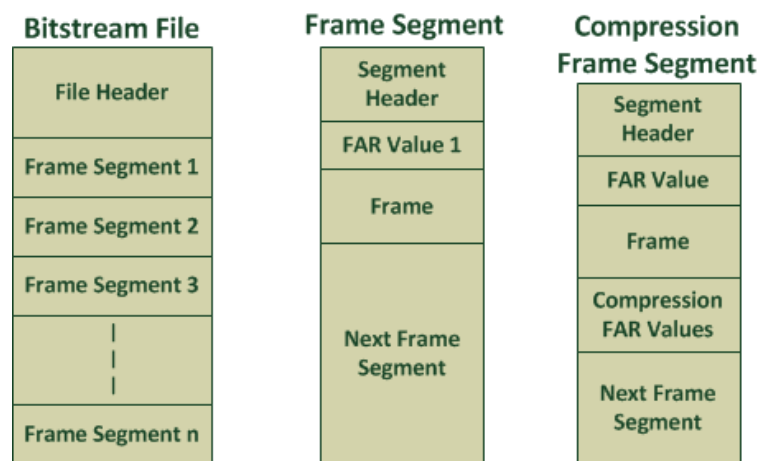 Bitstream File
File Header
Frame Segment 1
Frame Segment 2
Frame Segment 3
Frame Segment n
Frame Segment
Segment
Header
FAR Value 1
Frame
Next Frame
Segment
Compression
Frame Segment
Segment
Header
FAR Value
Frame
Compression
FAR Values
Next Frame
Segment